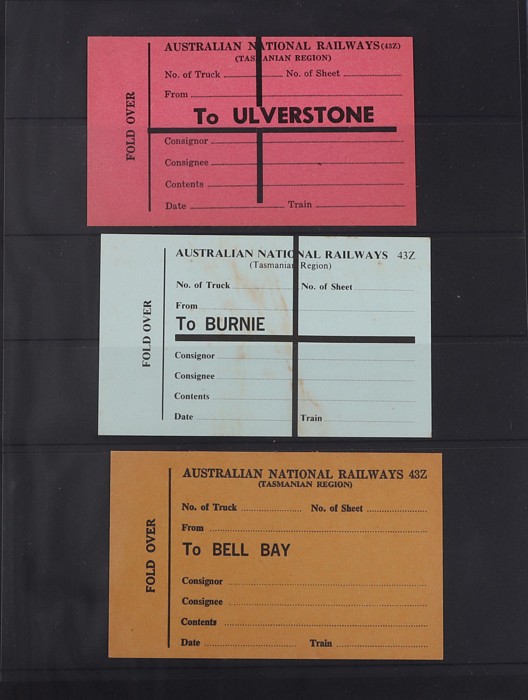 AUSTRALIAN NATIONAL RAILWAYS (43Z)
(TASMANIAN REGION)
No. of Truck No. of Sheet
From
To ULVERSTONE
Consignor
Consignee
Contents
Date Train
FOLD OVER
AUSTRALIAN NATIONAL RAILWAYS 43Z
(Tasmanian Region)
No. of Truck No. of Sheet
From
To BURNIE
Consignor
Consignee
Contents
Date Train
FOLD OVER
AUSTRALIAN NATIONAL RAILWAYS 43Z
(TASMANIAN REGION)
No. of Truck No. of Sheet
From
To BELL BAY
Consignor
Consignee
Contents
Date Train
FOLD OVER